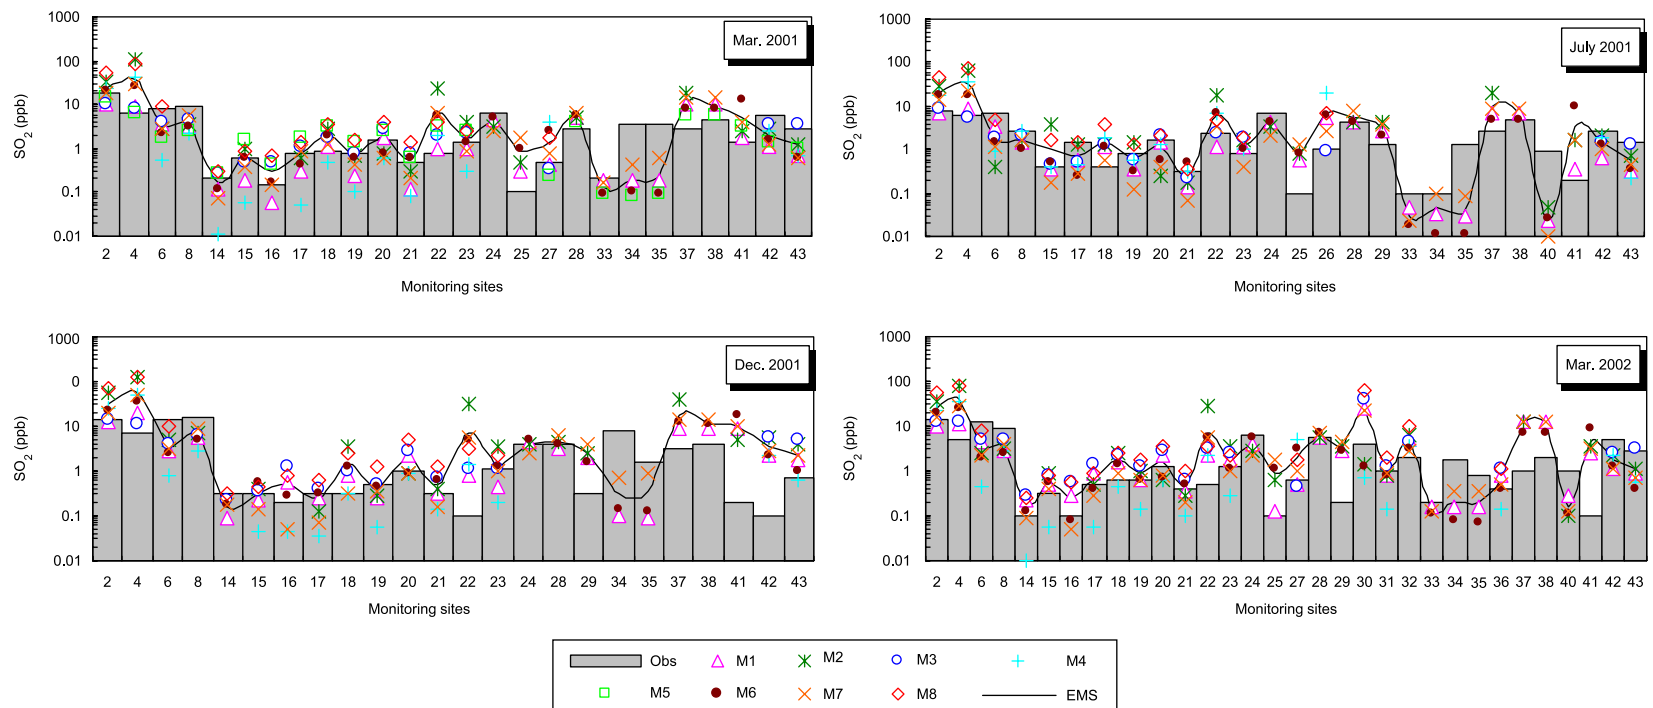 1000
100
10
1
0.1
0.01
SO2 (ppb)
Mar. 2001
2 4 6 8 14 15 16 17 18 19 20 21 22 23 24 25 27 28 33 34 35 37 38 41 42 43
Monitoring sites
1000
100
10
1
0.1
0.01
SO2 (ppb)
July 2001
2 4 6 8 15 17 18 19 20 21 22 23 24 25 26 28 29 33 34 35 37 38 40 41 42 43
Monitoring sites
1000
0
10
1
0.1
0.01
SO2 (ppb)
Dec. 2001
2 4 6 8 14 15 16 17 18 19 20 21 22 23 24 28 29 34 35 37 38 41 42 43
Monitoring sites
1000
100
10
1
0.1
0.01
SO2 (ppb)
Mar. 2002
2 4 6 8 14 15 16 17 18 19 20 21 22 23 24 25 27 28 29 30 31 32 33 34 35 36 37 38 40 41 42 43
Monitoring sites
Obs M1 M2 M3 M4
M5 M6 M7 M8 EMS